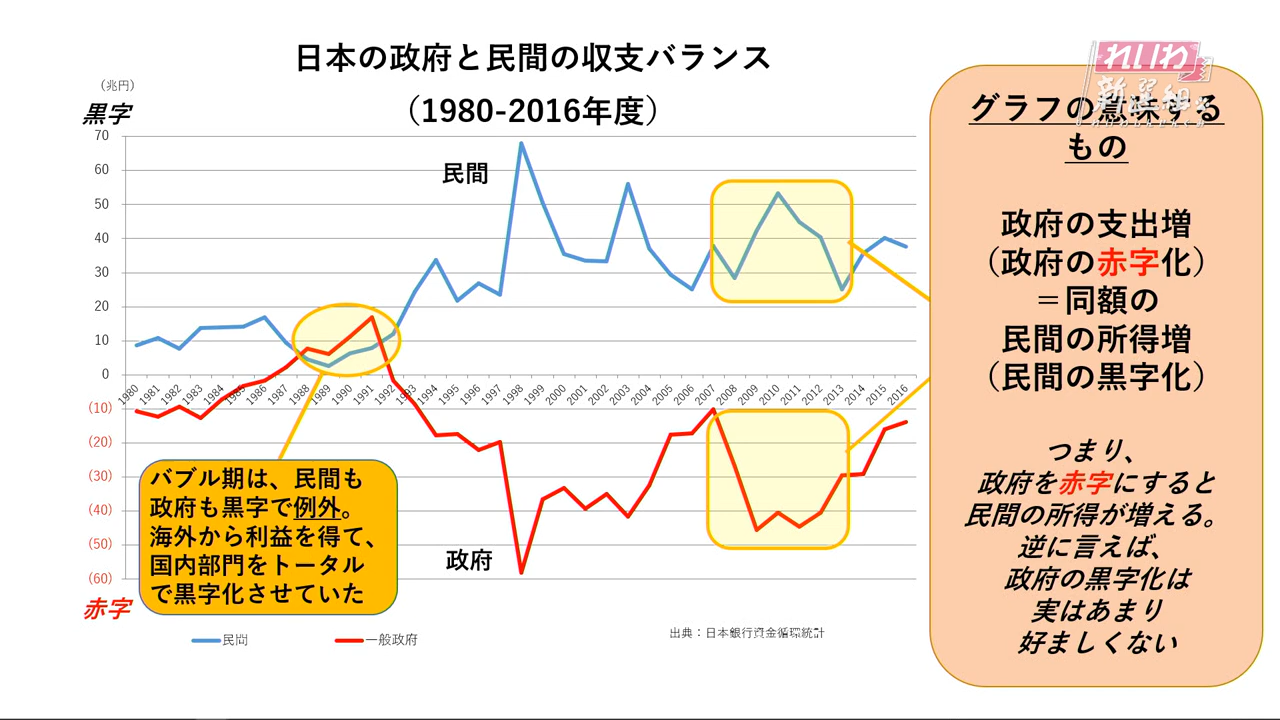 日本の政府と民間の収支バランス
（1980-2016年度）
（兆円）
黒字
70
60
50
40
30
20
10
0
(10)
(20)
(30)
(40)
(50)
(60)
赤字
民間
政府
1980
1981
1982
1983
1984
1985
1986
1987
1988
1989
1990
1991
1992
1993
1994
1995
1996
1997
1998
1999
2000
2001
2002
2003
2004
2005
2006
2007
2008
2009
2010
2011
2012
2013
2014
2015
2016
バブル期は、民間も
政府も黒字で例外。
海外から利益を得て、
国内部門をトータル
で黒字化させていた
民間
一般政府
出典：日本銀行資金循環統計
れいわ
新選組
グラフの意味する
もの
政府の支出増
（政府の赤字化）
＝同額の
民間の所得増
（民間の黒字化）
つまり、
政府を赤字にすると
民間の所得が増える。
逆に言えば、
政府の黒字化は
実はあまり
好ましくない